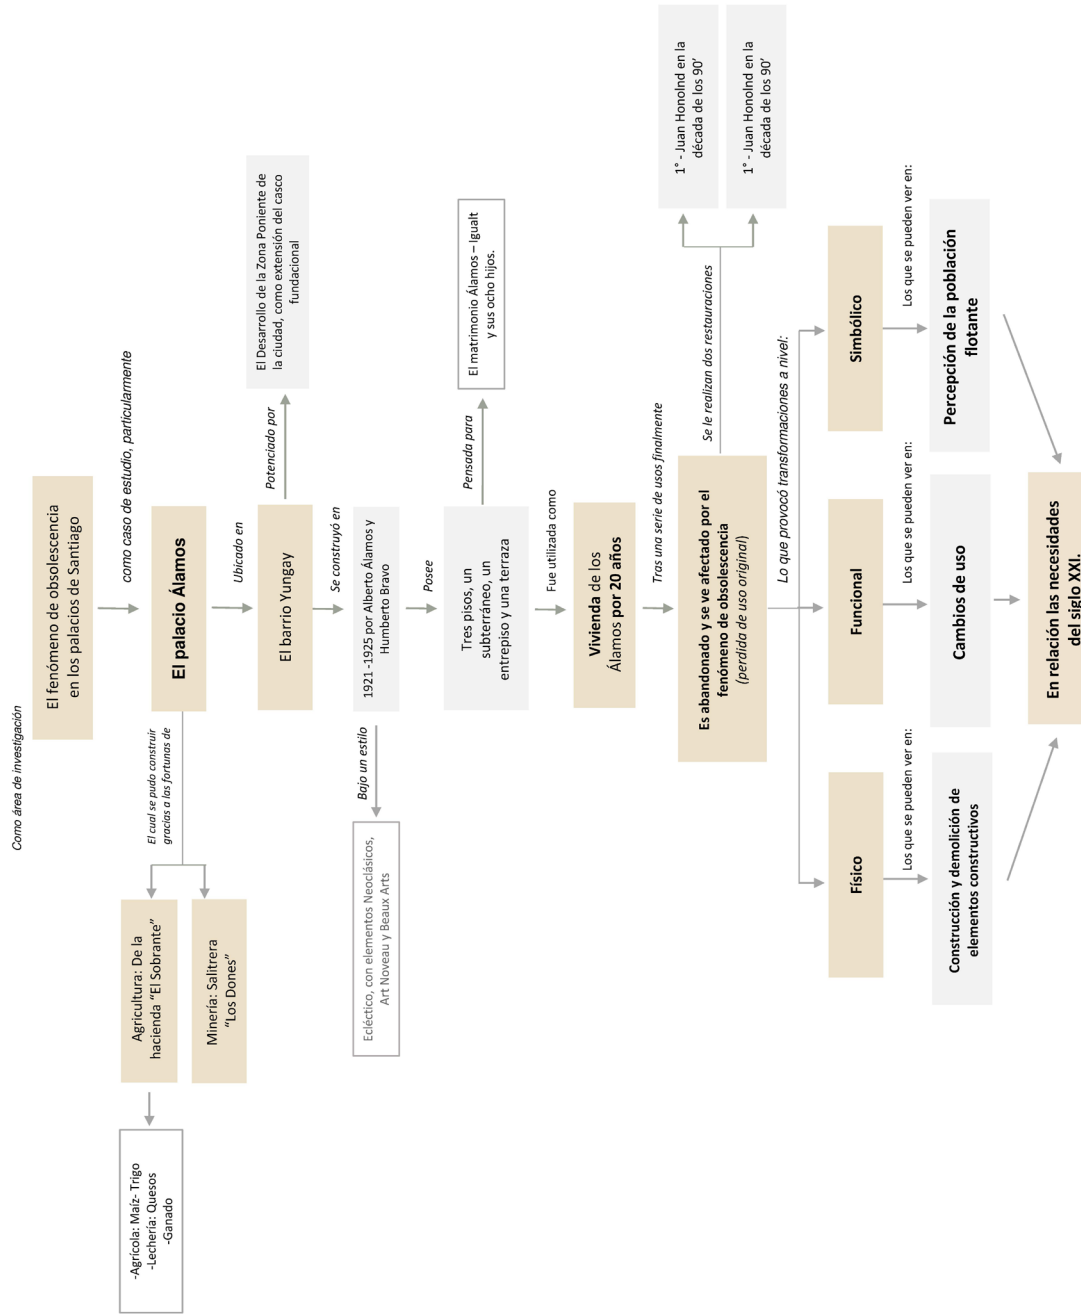 Como área de investigación
El fenómeno de obsolescencia
en los palacios de Santiago
como caso de estudio, particularmente
El palacio Álamos
El cual se pudo construir
gracias a las fortunas de
Agricultura: De la
hacienda “El Sobrante”
Minería: Salitrera
“Los Dones”
-Agrícola: Maíz- Trigo
-Lechería: Quesos
-Ganado
Ubicado en
El barrio Yungay
Potenciado por
El Desarrollo de la Zona Poniente de
la ciudad, como extensión del casco
fundacional
Se construyó en
1921 -1925 por Alberto Álamos y
Humberto Bravo
Bajo un estilo
Ecléctico, con elementos Neoclásicos,
Art Noveau y Beaux Arts
Posee
Tres pisos, un
subterráneo, un
entrepiso y una terraza
Pensada para
El matrimonio Álamos – Igualt
y sus ocho hijos.
Fue utilizada como
Vivienda de los
Álamos por 20 años
Tras una serie de usos finalmente
Es abandonado y se ve afectado por el
fenómeno de obsolescencia
(perdida de uso original)
Se le realizan dos restauraciones
1° - Juan Honolnd en la
década de los 90’
1° - Juan Honolnd en la
década de los 90’
Lo que provocó transformaciones a nivel:
Físico
Funcional
Simbólico
Los que se pueden ver en:
Los que se pueden ver en:
Los que se pueden ver en:
Construcción y demolición de
elementos constructivos
Cambios de uso
Percepción de la población
flotante
En relación las necesidades
del siglo XXI.